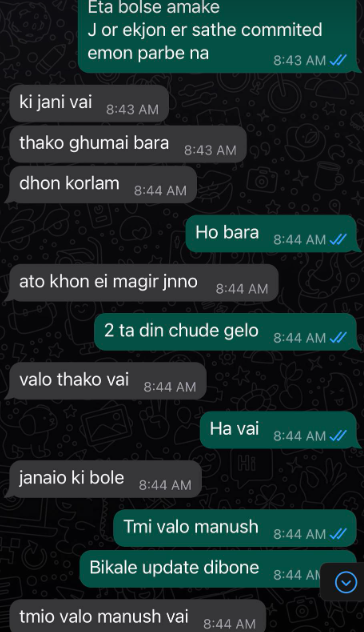 Eta bolse amake
J or ekjon er sathe commited
emon parbe na
8:43 AM
ki jani vai 8:43 AM
thako ghumai bara 8:43 AM
dhon korlam 8:44 AM
Ho bara 8:44 AM
ato khon ei magir jnno 8:44 AM
2 ta din chude gelo 8:44 AM
valo thako vai 8:44 AM
Ha vai 8:44 AM
janaio ki bole 8:44 AM
Tmi valo manush 8:44 AM
Bikale update dibone 8:44 AM
tmio valo manush vai 8:44 AM